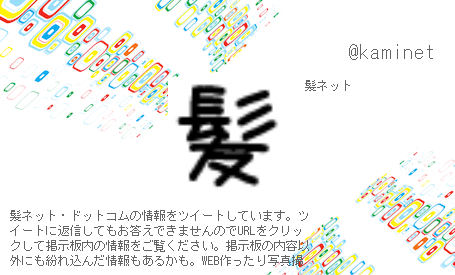 @kaminet
髪ネット
髪
髪ネット・ドットコムの情報をツイートしています。ツ
イートに返信してもお答えできませんのでURLをクリッ
クして掲示板内の情報をご覧ください。掲示板の内容以
外にも紛れ込んだ情報もあるかも。WEB作ったり写真撮